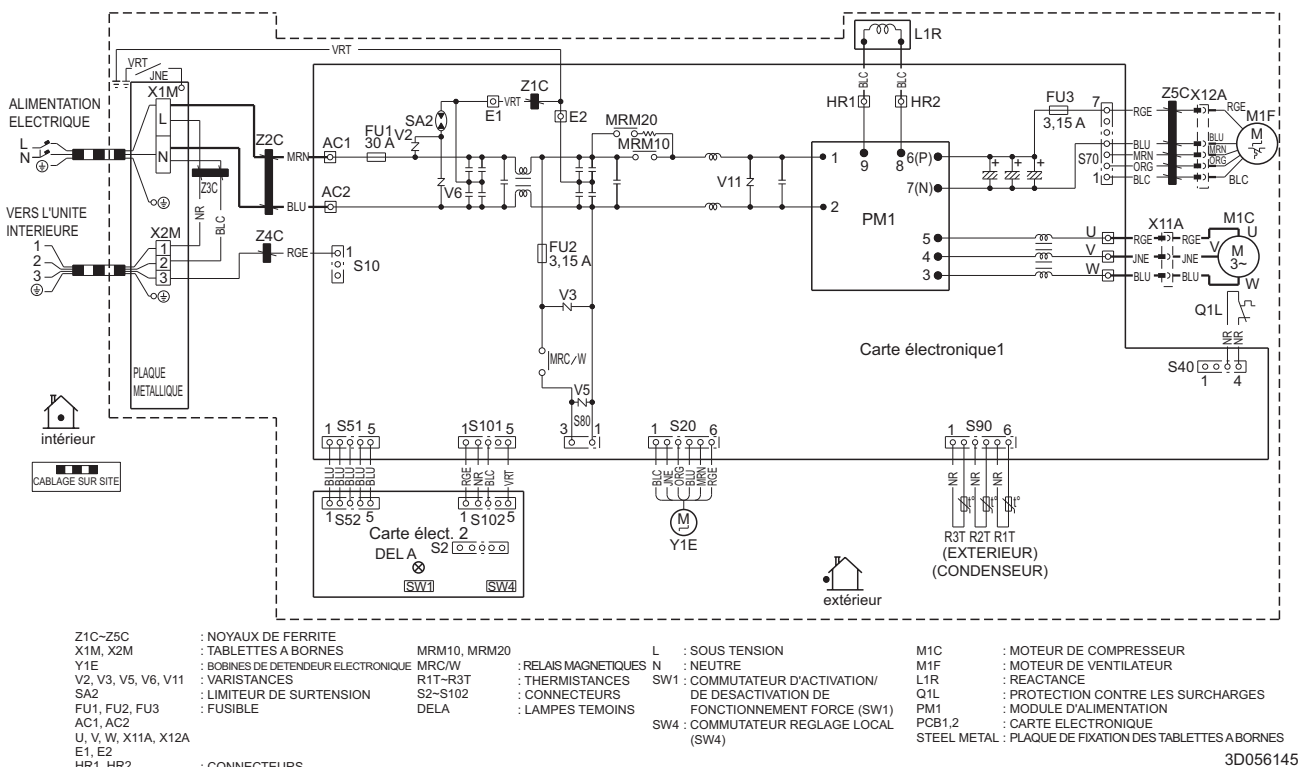 VRT
L1R
VRT
JNE
X1M
L
N
ALIMENTATION
ELECTRIQUE
L
N
Z3C
NR
BLC
VERS L'UNITE
INTERIEURE
1
2
3
X2M
1
2
3
PLAQUE
METALLIQUE
intérieur
CABLAGE SUR SITE
Z2C
MRN
BLU
Z4C
RGE
AC1
AC2
1
S10
FU1
30 A
V2
SA2
V6
E1
VRT
Z1C
E2
MRM20
MRM10
FU2
3,15 A
V3
MRC/W
V5
S80
3 1
V11
BLC
BLC
HR1
HR2
1
2
9 8
6(P)
7(N)
PM1
5
4
3
FU3
3,15 A
7
S70
1
RGE
BLU
MRN
ORG
BLC
Z5C
X12A
RGE
BLU
MRN
ORG
BLC
M1F
M
U
V
W
RGE
JNE
BLU
X11A
RGE
JNE
BLU
M1C
U
V
W
M
3~
Q1L
NR
NR
S40
1 4
Carte électronique1
1 S51 5
BLU
BLU
BLU
BLU
BLU
1 S52 5
1 S101 5
RGE
NR
BLC
VRT
1 S102 5
Carte élect. 2
S2
DEL A
SW1
SW4
1 S20 6
BLC
JNE
ORG
BLU
MRN
RGE
M
Y1E
1 S90 6
NR
t°
NR
t°
NR
t°
R3T R2T R1T
(EXTERIEUR)
(CONDENSEUR)
extérieur
Z1C~Z5C : NOYAUX DE FERRITE
X1M, X2M : TABLETTES A BORNES
Y1E : BOBINES DE DETENDEUR ELECTRONIQUE
V2, V3, V5, V6, V11 : VARISTANCES
SA2 : LIMITEUR DE SURTENSION
FU1, FU2, FU3 : FUSIBLE
AC1, AC2
U, V, W, X11A, X12A
E1, E2
HR1, HR2 : CONNECTEURS
MRM10, MRM20
MRC/W : RELAIS MAGNETIQUES
R1T~R3T : THERMISTANCES
S2~S102 : CONNECTEURS
DELA : LAMPES TEMOINS
L : SOUS TENSION
N : NEUTRE
SW1 : COMMUTATEUR D'ACTIVATION/
DE DESACTIVATION DE
FONCTIONNEMENT FORCE (SW1)
SW4 : COMMUTATEUR REGLAGE LOCAL
(SW4)
M1C : MOTEUR DE COMPRESSEUR
M1F : MOTEUR DE VENTILATEUR
L1R : REACTANCE
Q1L : PROTECTION CONTRE LES SURCHARGES
PM1 : MODULE D'ALIMENTATION
PCB1,2 : CARTE ELECTRONIQUE
STEEL METAL : PLAQUE DE FIXATION DES TABLETTES A BORNES
3D056145